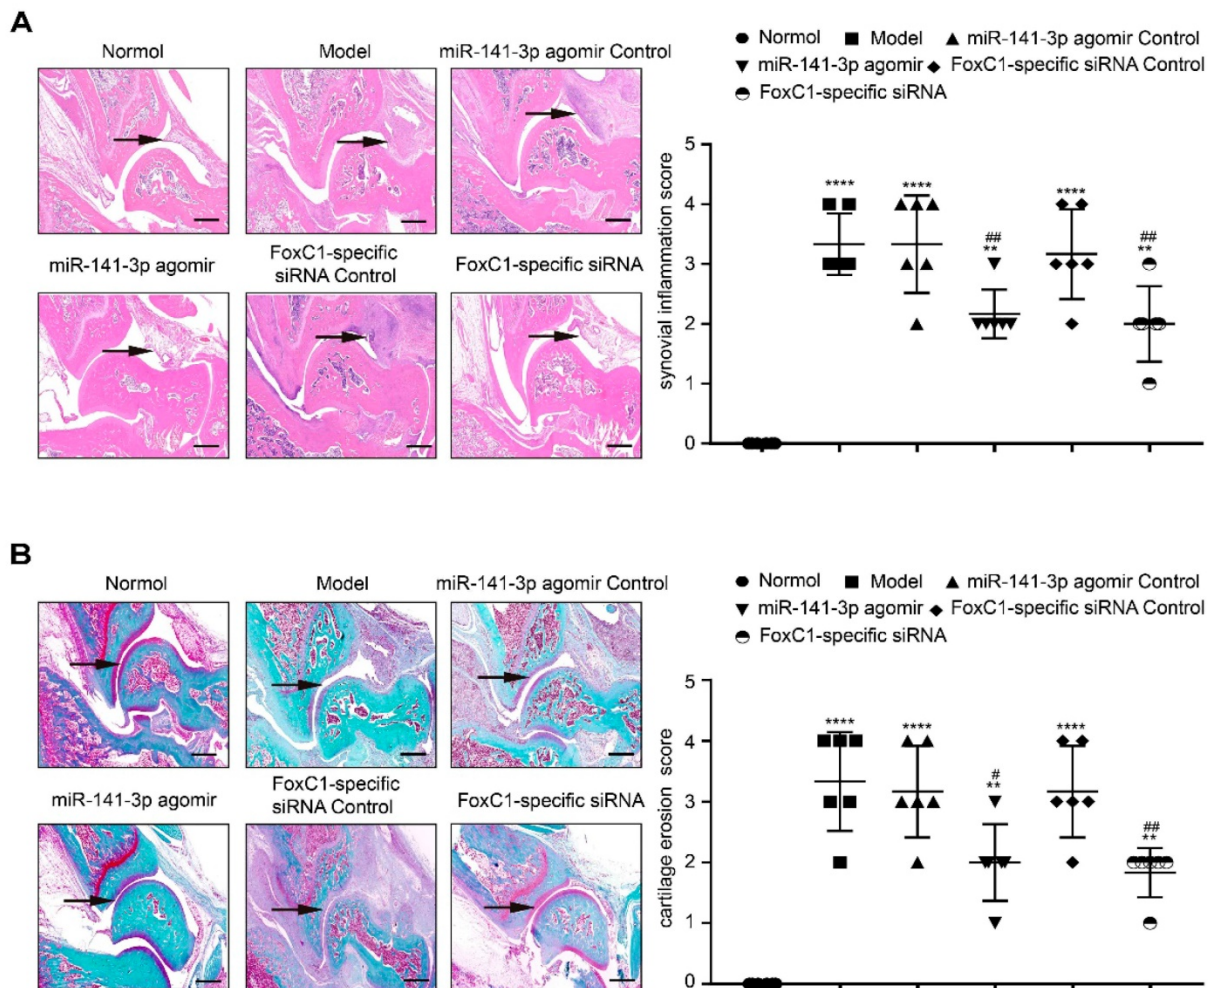 A
Normol
Model
miR-141-3p agomir Control
miR-141-3p agomir
FoxC1-specific
siRNA Control
FoxC1-specific siRNA
Normol Model miR-141-3p agomir Control
miR-141-3p agomir FoxC1-specific siRNA Control
FoxC1-specific siRNA
synovial inflammation score
5
4
3
2
1
0
****
****
##
**
****
##
**
B
Normol
Model
miR-141-3p agomir Control
miR-141-3p agomir
FoxC1-specific
siRNA Control
FoxC1-specific siRNA
Normol Model miR-141-3p agomir Control
miR-141-3p agomir FoxC1-specific siRNA Control
FoxC1-specific siRNA
cartilage erosion score
5
4
3
2
1
0
****
****
#
**
****
##
**